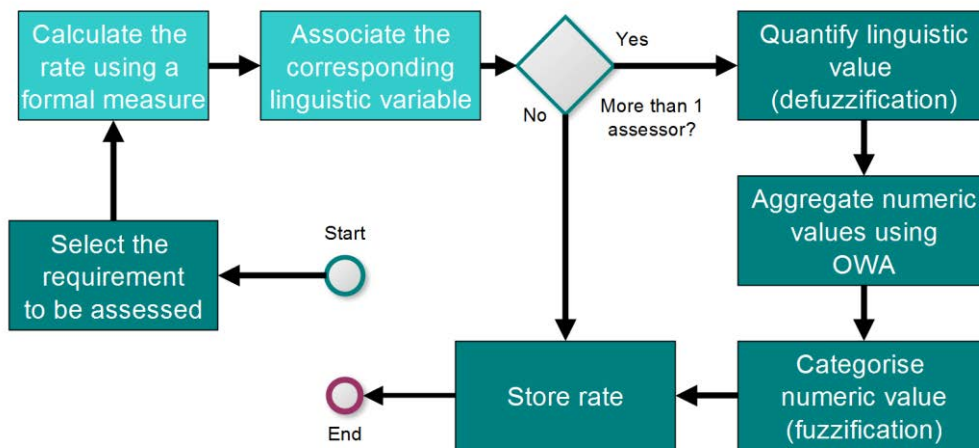 Calculate the
rate using a
formal measure
Associate the
corresponding
linguistic variable
Yes
No
More than 1
assessor?
Quantify linguistic
value
(defuzzification)
Select the
requirement
to be assessed
Start
Aggregate numeric
values using
OWA
End
Store rate
Categorise
numeric value
(fuzzification)